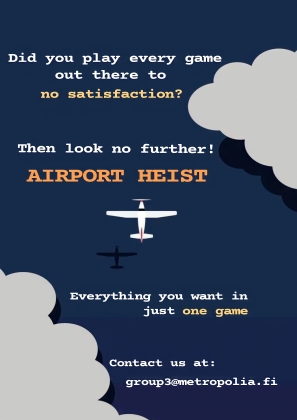 Did you play every game
out there to
no satisfaction?
Then look no further!
AIRPORT HEIST
Everything you want in
just one game
Contact us at:
group3@metropolia.fi